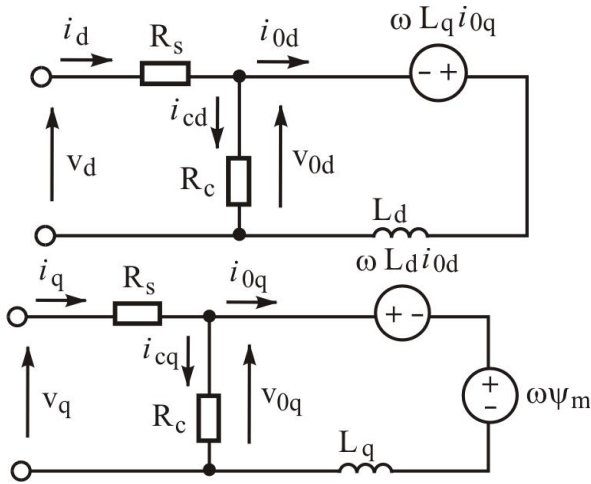 i_d R_s i_0d ω L_q i_0q
- +
i_cd
v_d R_c v_0d
L_d
i_q R_s i_0q ω L_d i_0d
+ -
i_cq
v_q R_c v_0q + - ωψ_m
L_q